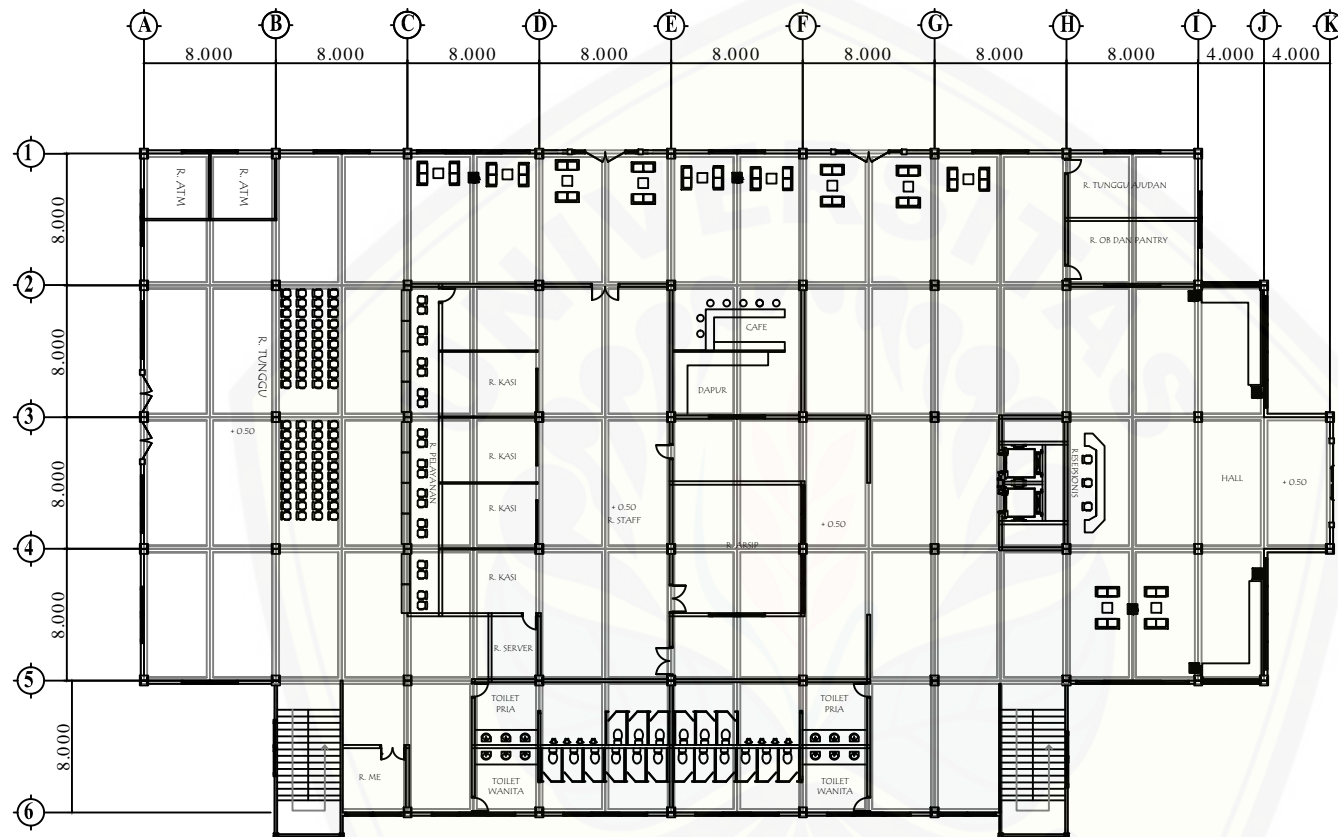 A B C D E F G H I J K
8.000 8.000 8.000 8.000 8.000 8.000 8.000 8.000 4.000 4.000
1
R. ATM
R. ATM
R. TUNGGU AJUDAN
8.000
R. OB DAN PANTRY
2
CAFE
8.000
R. TUNGGU
R. KASI
DAPUR
3
+ 0.50
R. PELAYANAN
R. KASI
RESEPSIONIS
HALL
+ 0.50
8.000
R. KASI
+ 0.50
R. STAFF
+ 0.50
4
R. ARSIP
R. KASI
8.000
R. SERVER
5
TOILET
PRIA
TOILET
PRIA
8.000
R. ME
TOILET
WANITA
TOILET
WANITA
6
UNIVERSITAS